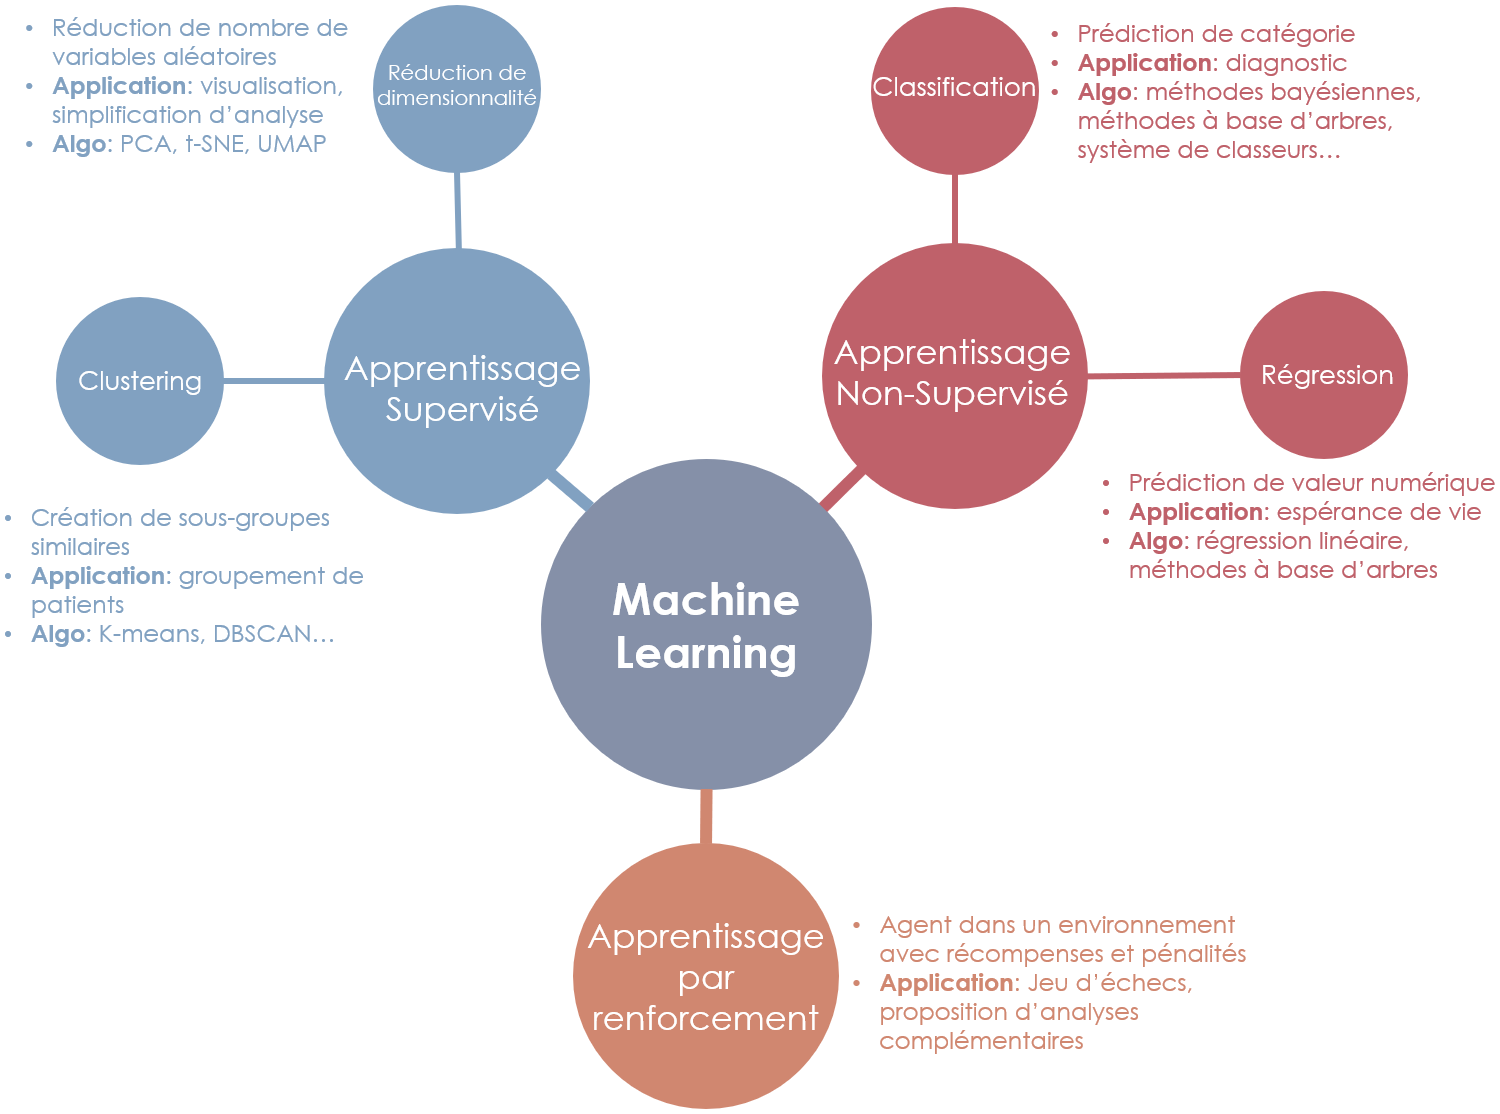 • Réduction de nombre de
variables aléatoires
• Application: visualisation,
simplification d’analyse
• Algo: PCA, t-SNE, UMAP
Réduction de
dimensionnalité
Classification
• Prédiction de catégorie
• Application: diagnostic
• Algo: méthodes bayésiennes,
méthodes à base d’arbres,
système de classeurs…
Clustering
Apprentissage
Supervisé
Apprentissage
Non-Supervisé
Régression
• Création de sous-groupes
similaires
• Application: groupement de
patients
• Algo: K-means, DBSCAN…
• Prédiction de valeur numérique
• Application: espérance de vie
• Algo: régression linéaire,
méthodes à base d’arbres
Machine
Learning
Apprentissage
par
renforcement
• Agent dans un environnement
avec récompenses et pénalités
• Application: Jeu d’échecs,
proposition d’analyses
complémentaires